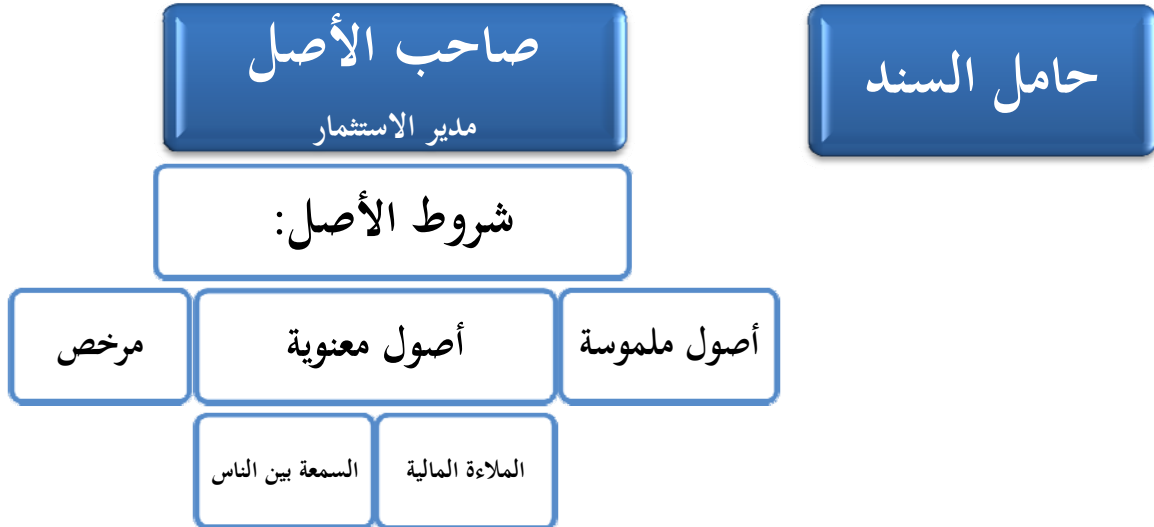 حامل السند
صاحب الأصل
مدير الاستثمار
شروط الأصل:
أصول ملموسة
أصول معنوية
مرخص
الملاءة المالية
السمعة بين الناس